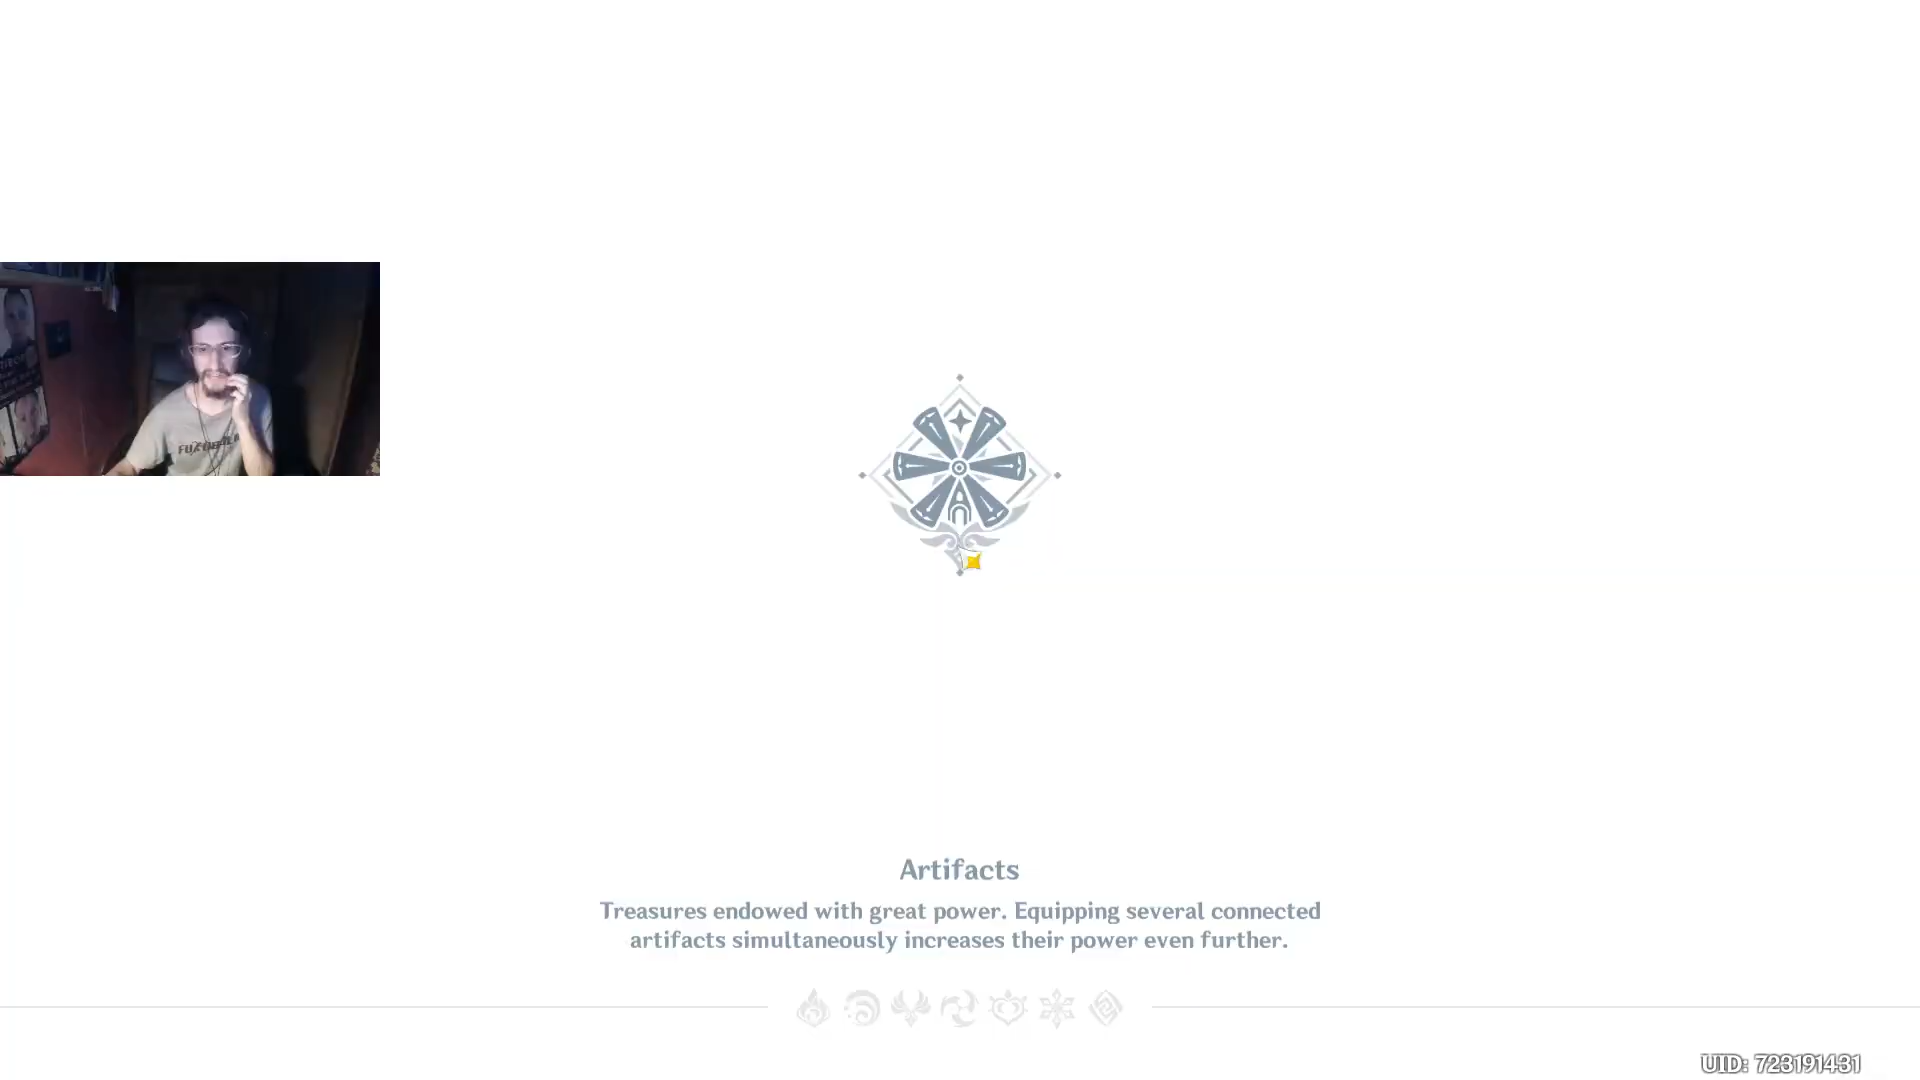 Artifacts
Treasures endowed with great power. Equipping several connected
artifacts simultaneously increases their power even further.
UID: 723191431